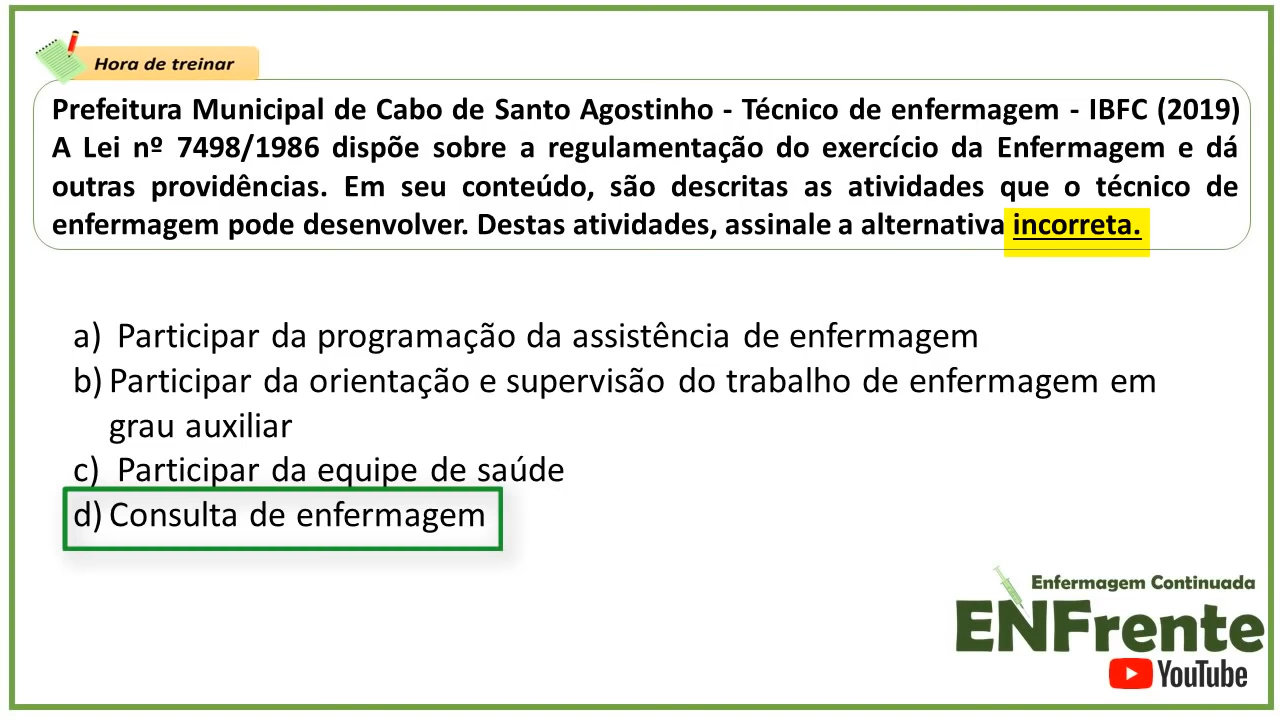 Hora de treinar
Prefeitura Municipal de Cabo de Santo Agostinho - Técnico de enfermagem - IBFC (2019)
A Lei nº 7498/1986 dispõe sobre a regulamentação do exercício da Enfermagem e dá
outras providências. Em seu conteúdo, são descritas as atividades que o técnico de
enfermagem pode desenvolver. Destas atividades, assinale a alternativa incorreta.
a) Participar da programação da assistência de enfermagem
b) Participar da orientação e supervisão do trabalho de enfermagem em
grau auxiliar
c) Participar da equipe de saúde
d) Consulta de enfermagem
Enfermagem Continuada
ENFrente
YouTube